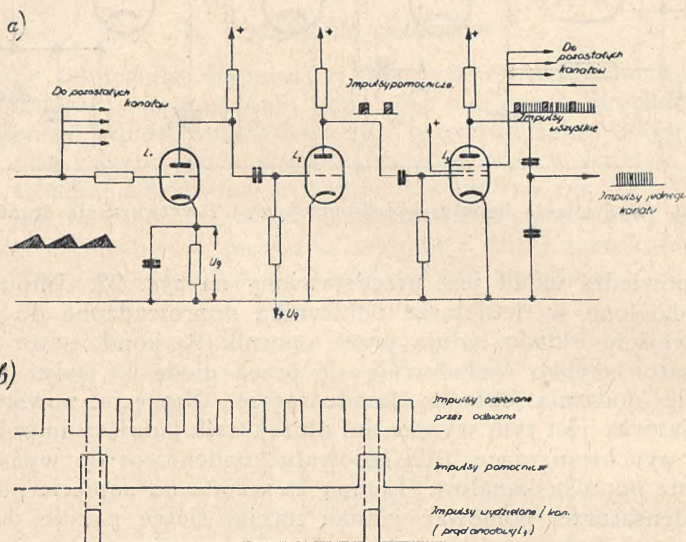 a)
+
+
+
Do pozostałych
kanałów
Impulsy pomocnicze.
Do
pozostałych
kanałów
Impulsy
wszystkie
L₁
L₂
+
Impulsy jednego
kanału
Ug
+Ug
b)
Impulsy odebrane
przez odbiornik
Impulsy pomocnicze
Impulsy wydzielone 1 kan.
(prąd anodowy L₃)